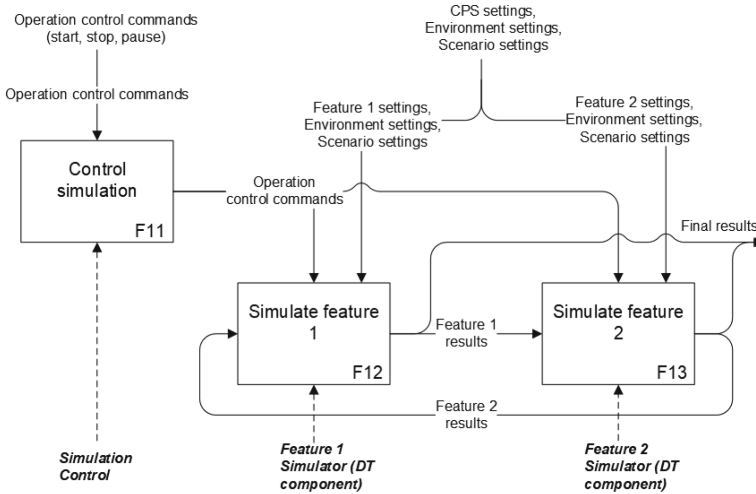 Operation control commands
(start, stop, pause)
CPS settings,
Environment settings,
Scenario settings
Operation control commands
Feature 1 settings,
Environment settings,
Scenario settings
Feature 2 settings,
Environment settings,
Scenario settings
Control
simulation
F11
Operation
control commands
Final results
Simulate feature
1
F12
Feature 1
results
Simulate feature
2
F13
Feature 2
results
Simulation
Control
Feature 1
Simulator (DT
component)
Feature 2
Simulator (DT
component)